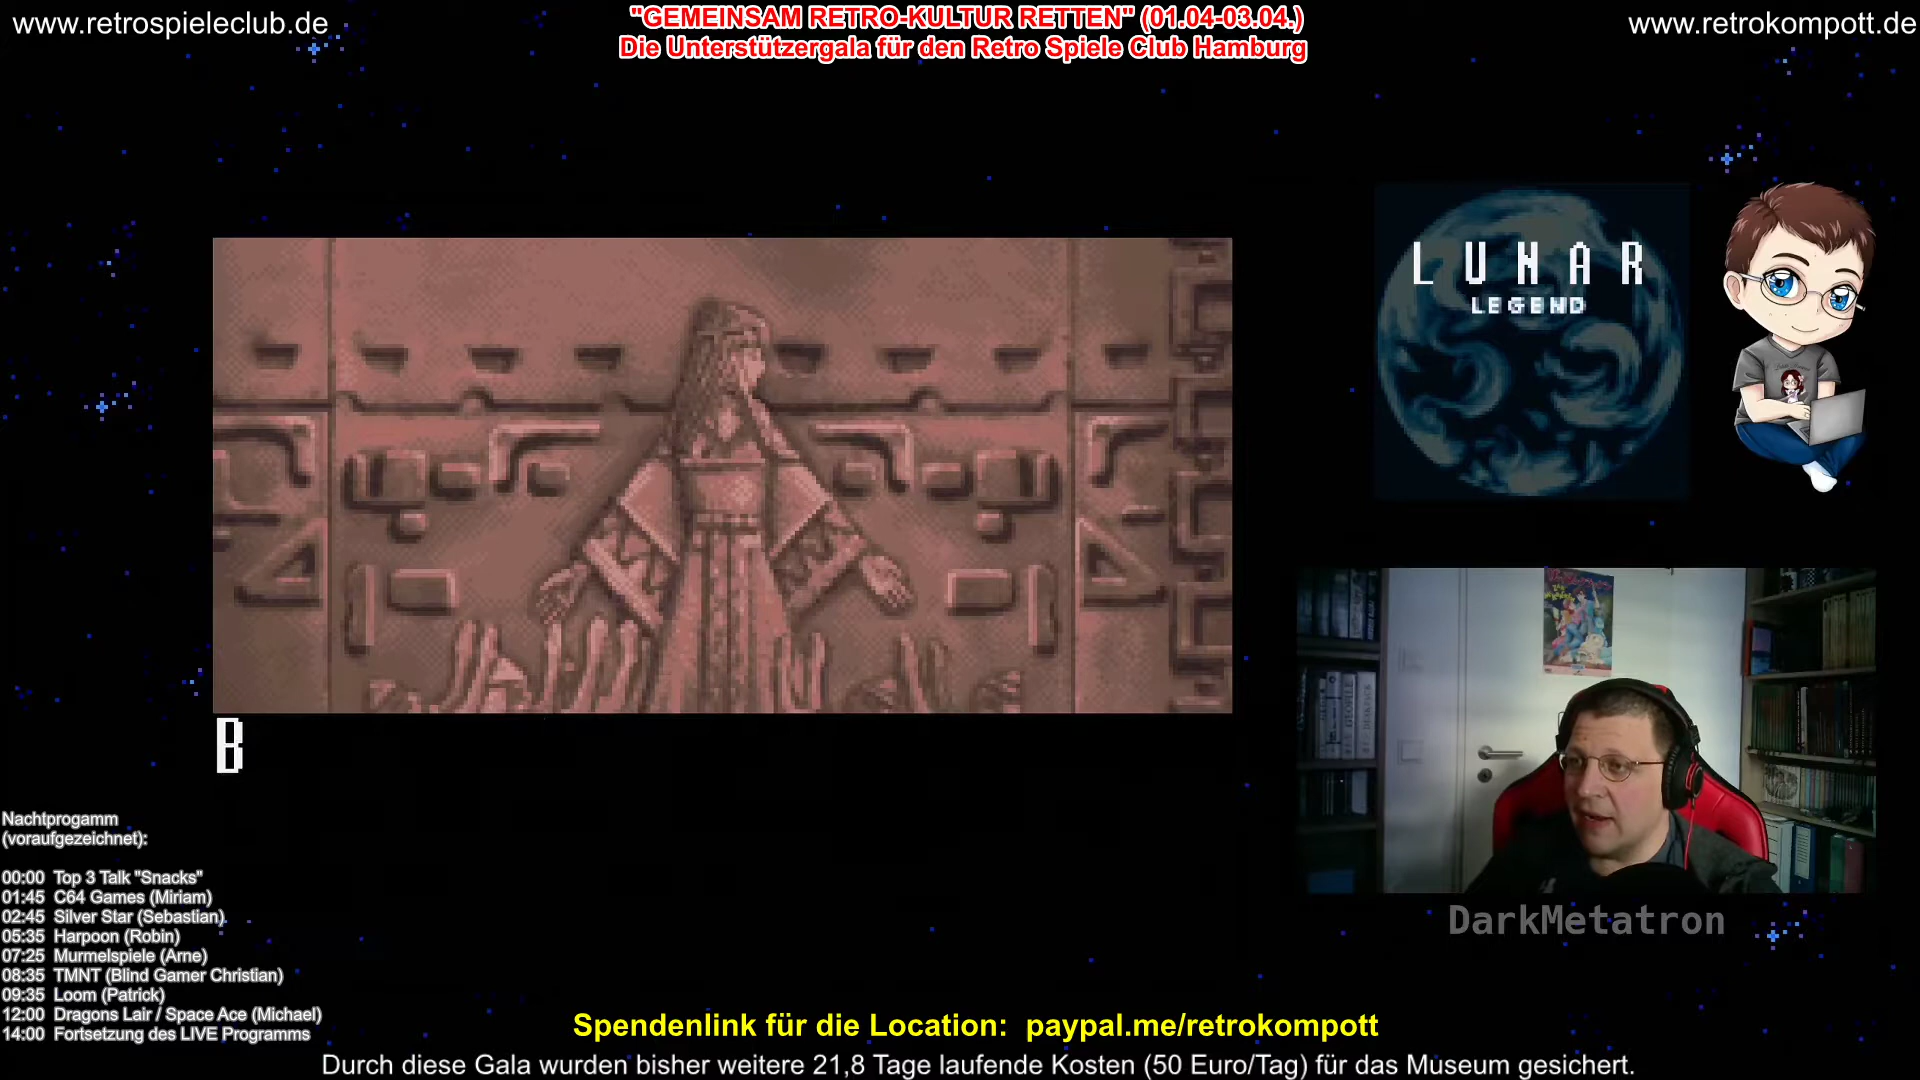 www.retrospieleclub.de
"GEMEINSAM RETRO-KULTUR RETTEN" (01.04-03.04.)
Die Unterstützergala für den Retro Spiele Club Hamburg
www.retrokompott.de
LUNAR
LEGEND
B
DarkMetatron
Nachtprogamm
(voraufgezeichnet):
00:00 Top 3 Talk "Snacks"
01:45 C64 Games (Miriam)
02:45 Silver Star (Sebastian)
05:35 Harpoon (Robin)
07:25 Murmelspiele (Arne)
08:35 TMNT (Blind Gamer Christian)
09:35 Loom (Patrick)
12:00 Dragons Lair / Space Ace (Michael)
14:00 Fortsetzung des LIVE Programms
Spendenlink für die Location: paypal.me/retrokompott
Durch diese Gala wurden bisher weitere 21,8 Tage laufende Kosten (50 Euro/Tag) für das Museum gesichert.